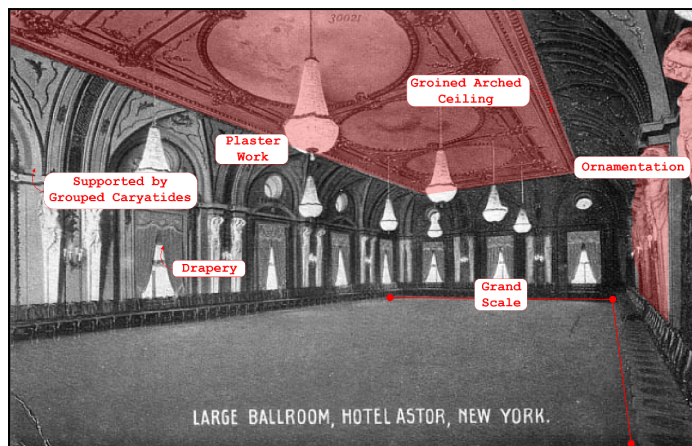 30021
Groined Arched
Ceiling
Plaster
Work
Ornamentation
Supported by
Grouped Caryatides
Drapery
Grand
Scale
LARGE BALLROOM, HOTEL ASTOR, NEW YORK.